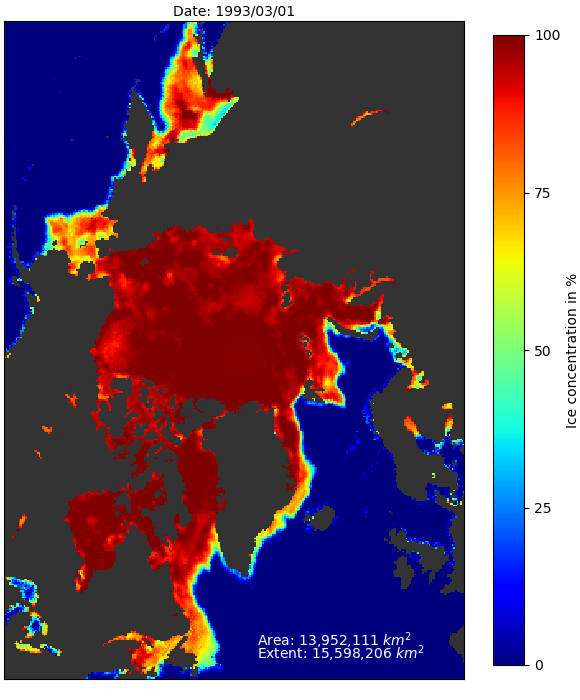 Date: 1993/03/01
100
75
50
25
0
Ice concentration in %
Area: 13,952,111 km²
Extent: 15,598,206 km²